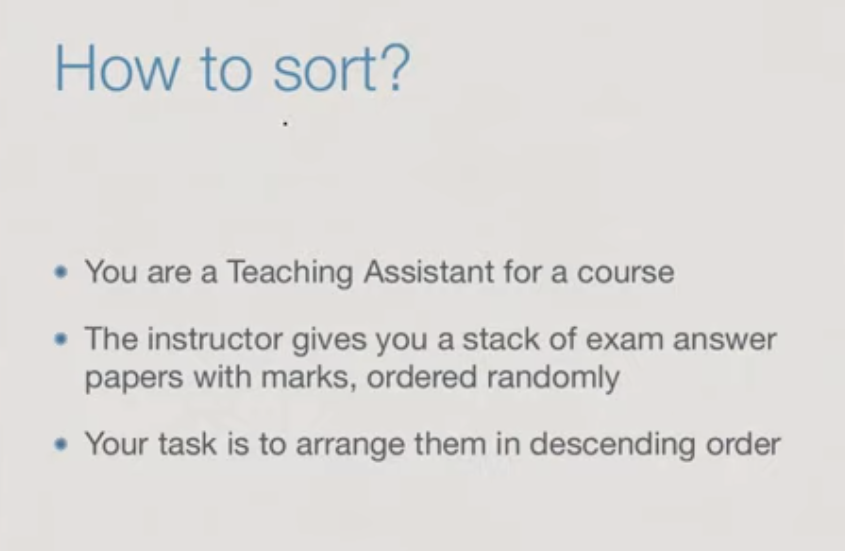 How to sort?
• You are a Teaching Assistant for a course
• The instructor gives you a stack of exam answer
papers with marks, ordered randomly
• Your task is to arrange them in descending order